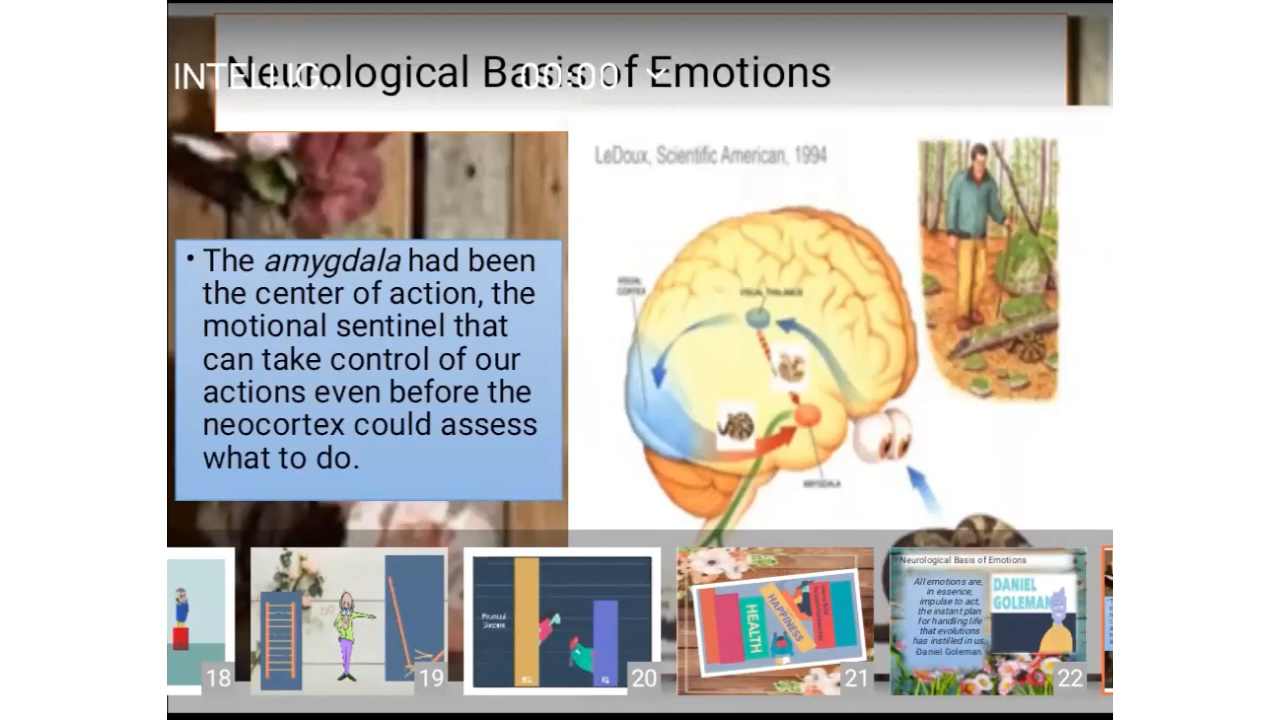 INTELLIG...
00:00
Neurological Basis of Emotions
LeDoux, Scientific American, 1994
VISUAL CORTEX
VISUAL THALAMUS
AMYGDALA
• The amygdala had been
the center of action, the
motional sentinel that
can take control of our
actions even before the
neocortex could assess
what to do.
18
19
20
EQ
IQ
21
HEALTH
HAPPINESS
Neurological Basis of Emotions
All emotions are,
in essence,
impulse to act,
the instant plan
for handling life
that evolutions
has instilled in us.
-Daniel Goleman
DANIEL
GOLEMAN
22